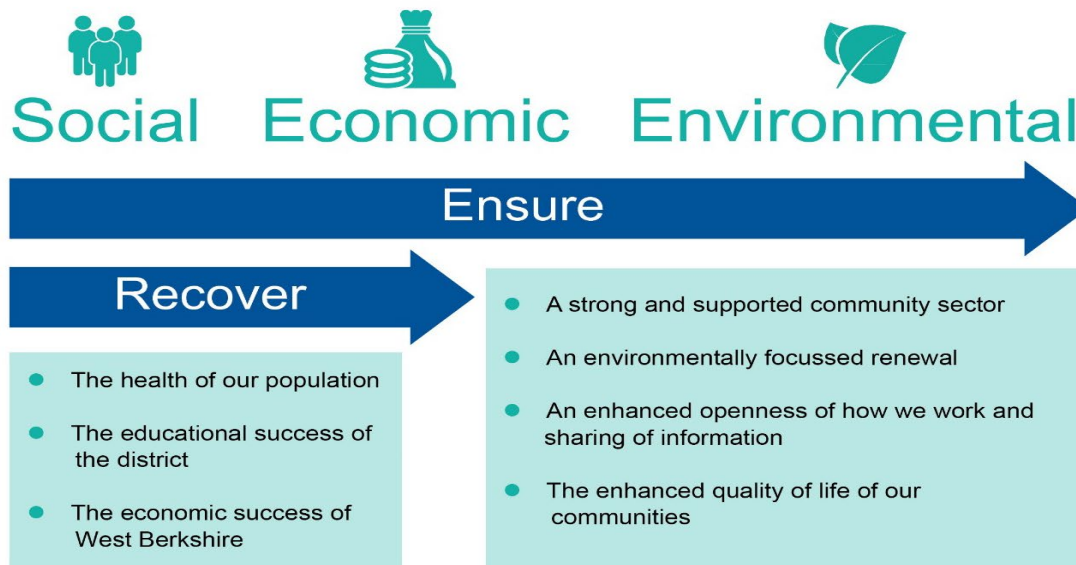 Social Economic Environmental
Ensure
Recover
• The health of our population
• The educational success of
the district
• The economic success of
West Berkshire
• A strong and supported community sector
• An environmentally focussed renewal
• An enhanced openness of how we work and
sharing of information
• The enhanced quality of life of our
communities